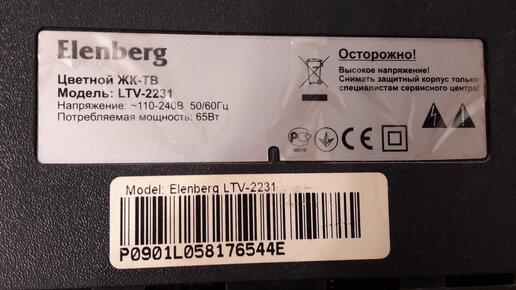 Elenberg
Цветной ЖК-ТВ
Модель: LTV-2231
Напряжение: ~110-240В 50/60Гц
Потребляемая мощность: 65Вт
Осторожно!
Высокое напряжение!
Снимать защитный корпус только
специалистам сервисного центра!
Model: Elenberg LTV-2231
P0901L058176544E